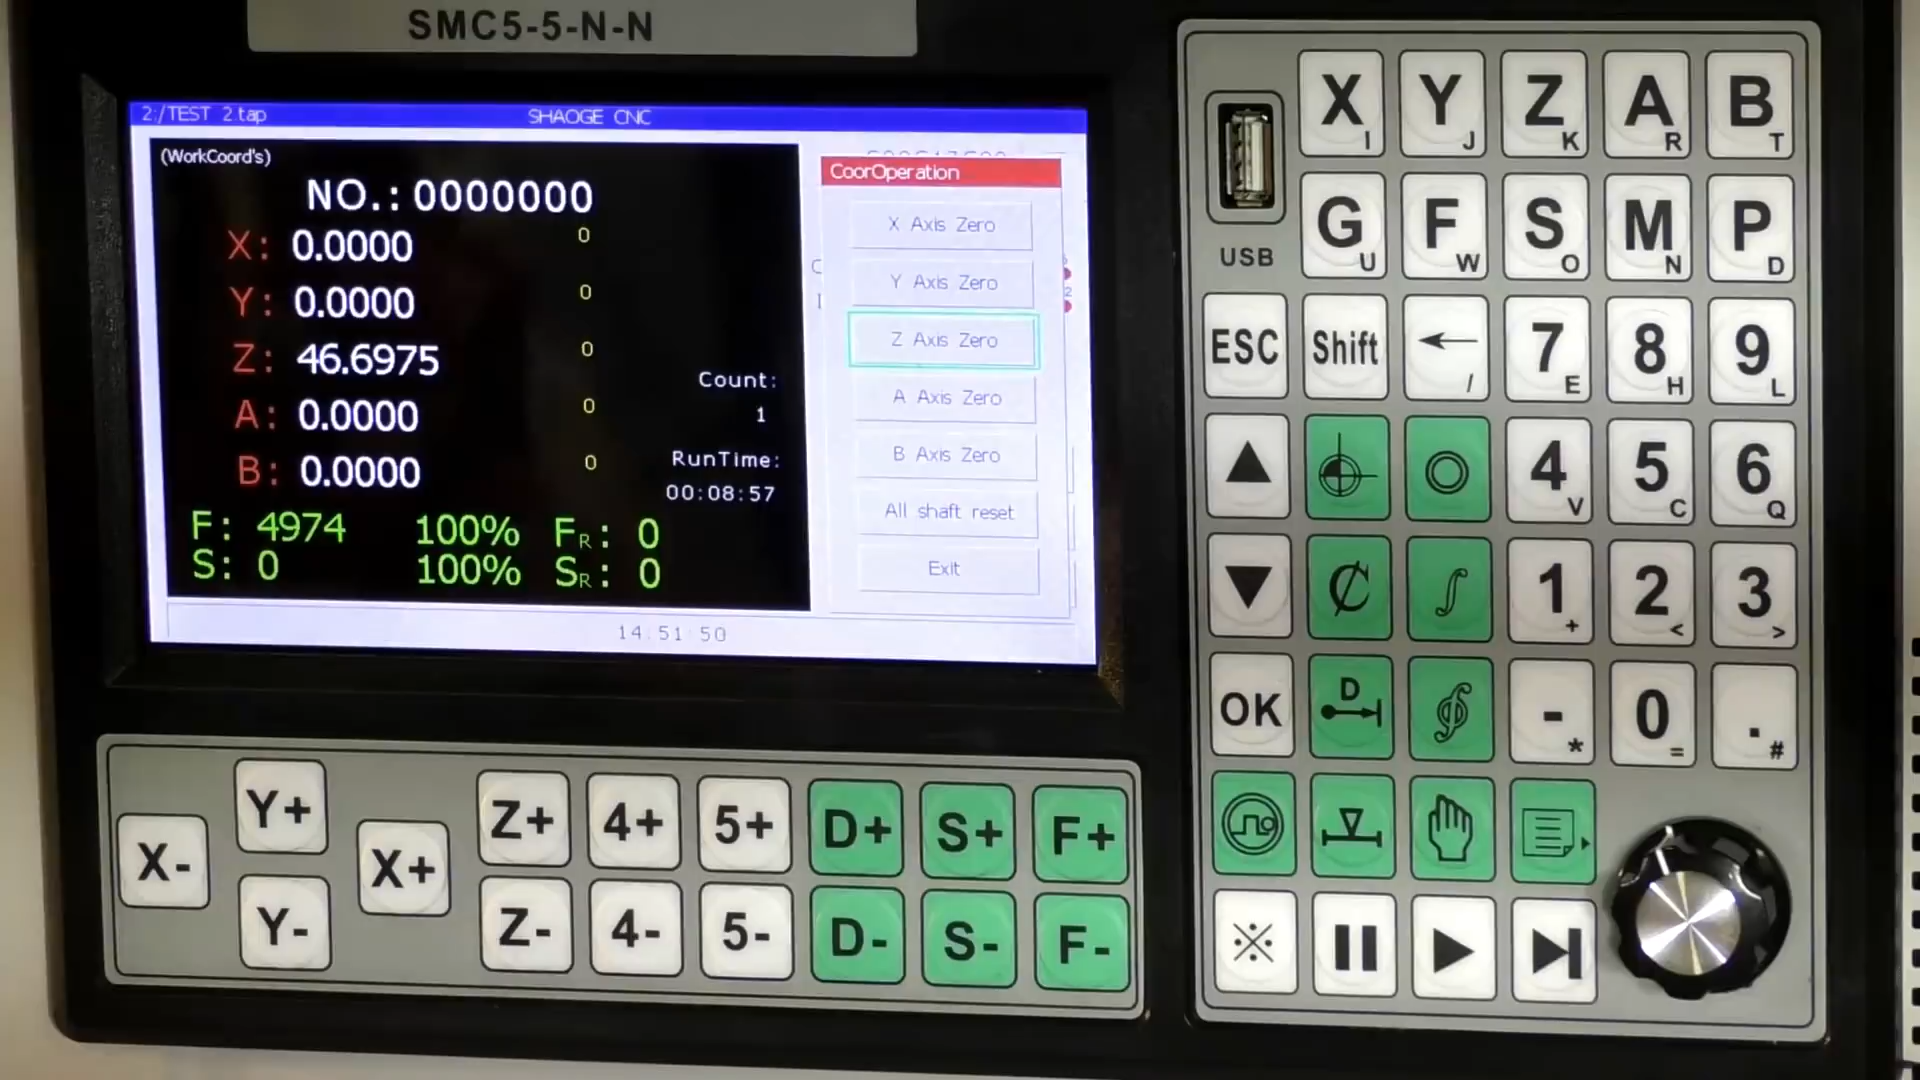 SMC5-5-N-N
2:/TEST 2.tap
SHAOGE CNC
(WorkCoord's)
NO.: 0000000
X: 0.0000 0
Y: 0.0000 0
Z: 46.6975 0
A: 0.0000 0
B: 0.0000 0
Count:
1
RunTime:
00:08:57
F: 4974 100% FR: 0
S: 0 100% SR: 0
14:51:50
CoorOperation
X Axis Zero
Y Axis Zero
Z Axis Zero
A Axis Zero
B Axis Zero
All shaft reset
Exit
USB
X I Y J Z K A R B T
G U F W S O M N P D
ESC Shift ← / 7 E 8 H 9 L
▲ 4 V 5 C 6 Q
▼ ₡ ∫ 1 + 2 < 3 >
OK D ∮ - * 0 = . #
X- Y+ Y- X+
Z+ 4+ 5+ D+ S+ F+
Z- 4- 5- D- S- F-